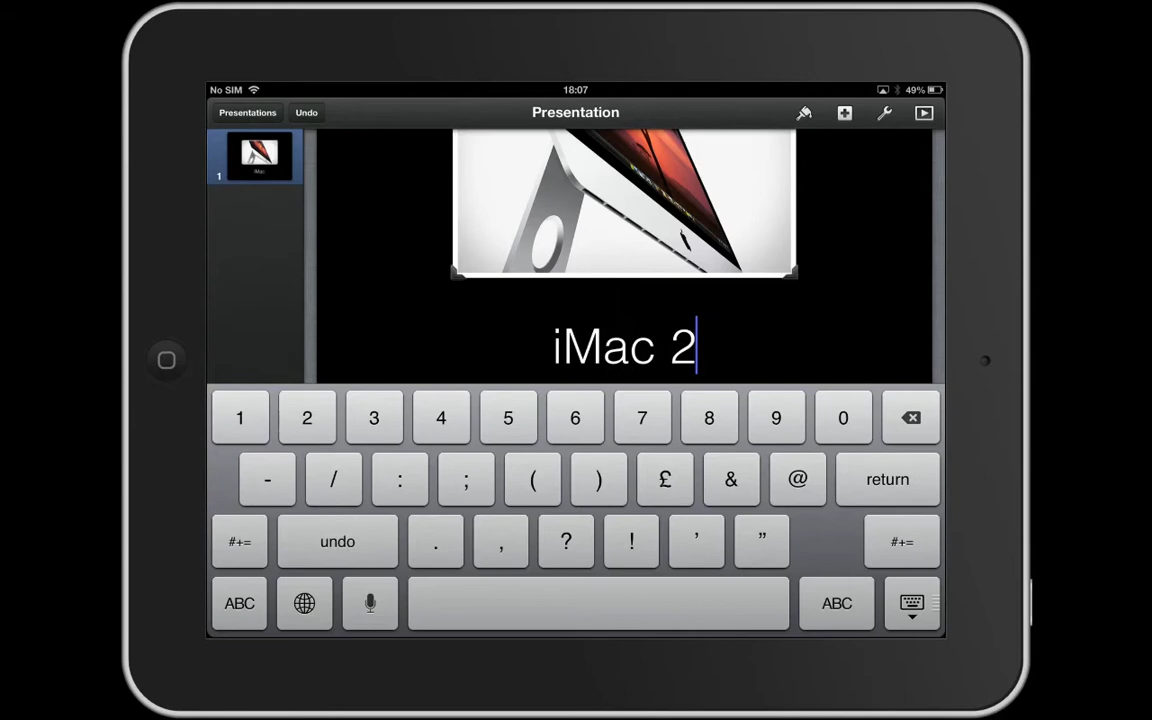 No SIM 18:07 49%
Presentations Undo Presentation
1 iMac
iMac 2
1 2 3 4 5 6 7 8 9 0
- / : ; ( ) £ & @ return
#+= undo . , ? ! ’ ” #+=
ABC ABC